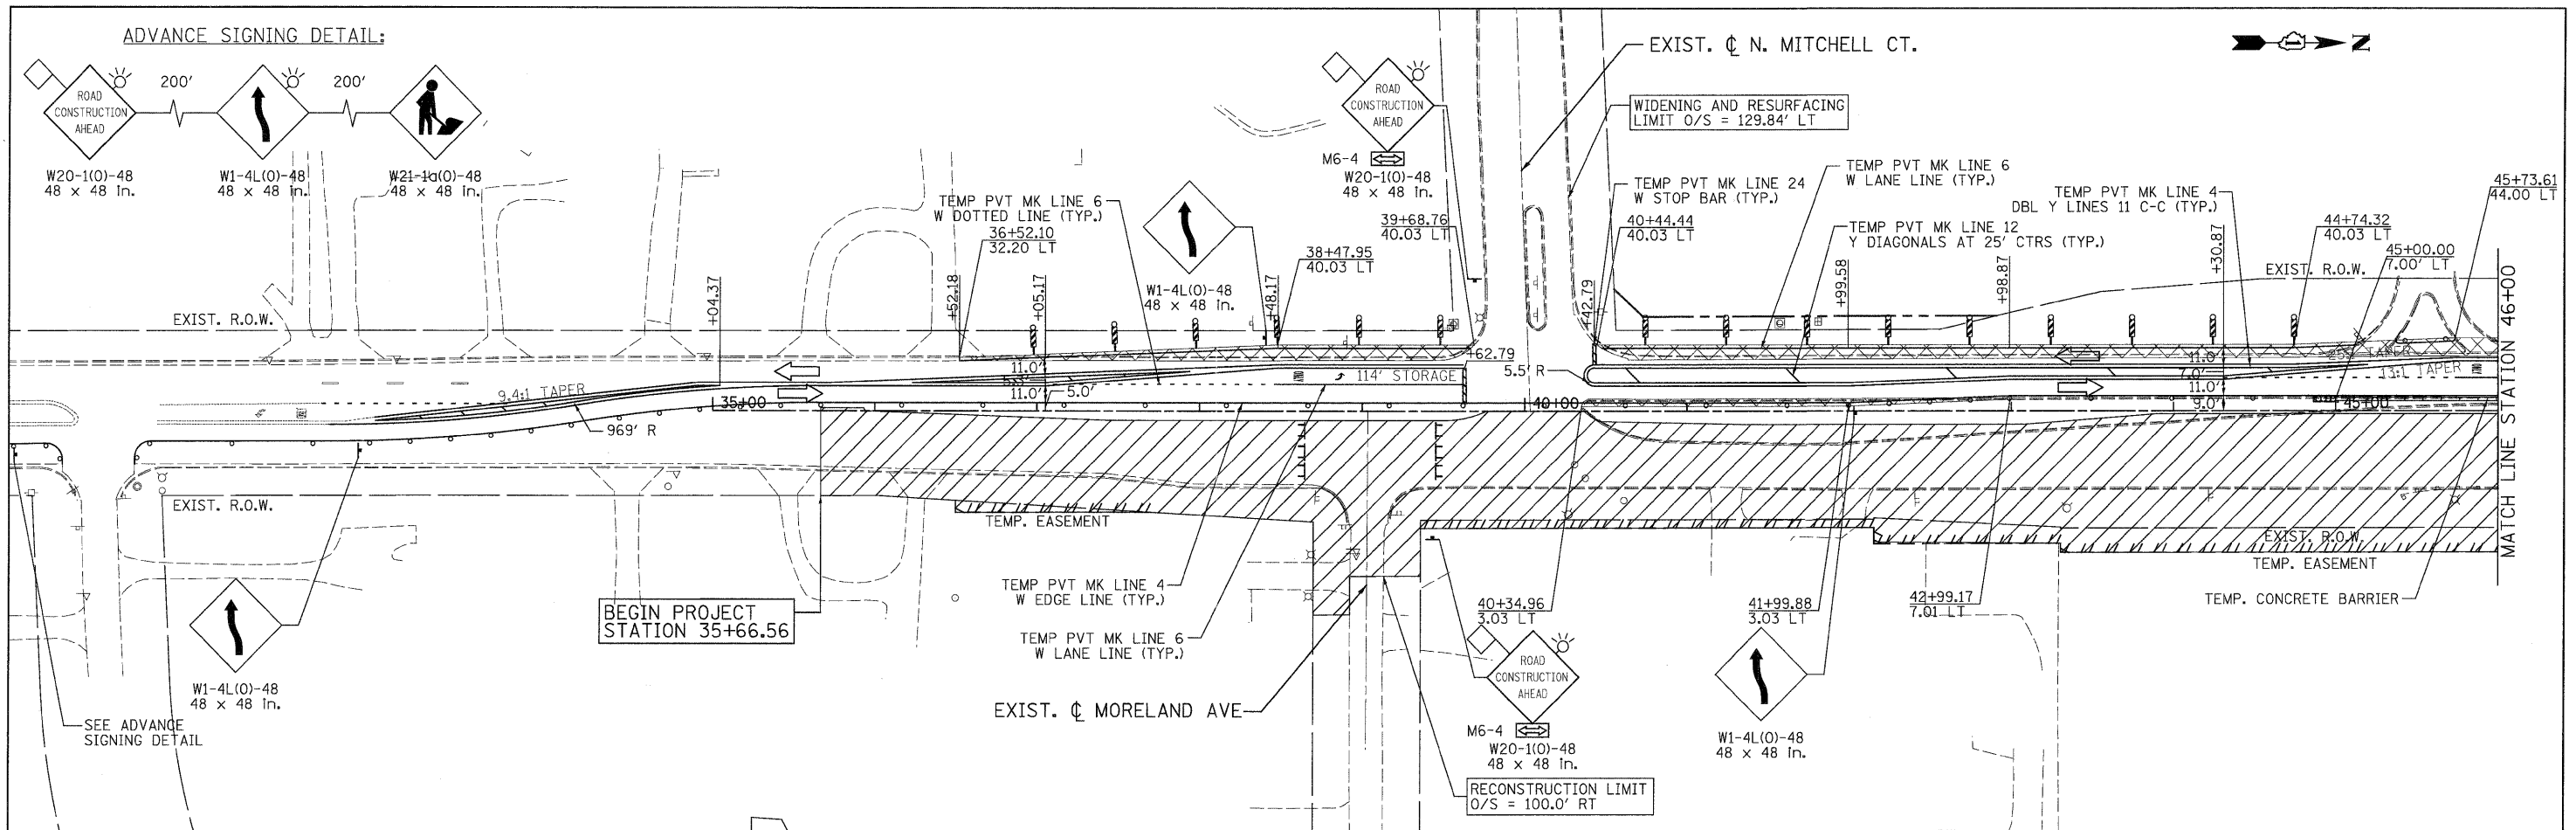 ADVANCE SIGNING DETAIL:
ROAD
CONSTRUCTION
AHEAD
200'
200'
W20-1(O)-48
48 x 48 in.
W1-4L(O)-48
48 x 48 in.
W21-1a(O)-48
48 x 48 in.
ROAD
CONSTRUCTION
AHEAD
M6-4
W20-1(O)-48
48 x 48 in.
EXIST. ℄ N. MITCHELL CT.
N
WIDENING AND RESURFACING
LIMIT O/S = 129.84' LT
TEMP PVT MK LINE 24
W STOP BAR (TYP.)
40+44.44
40.03 LT
TEMP PVT MK LINE 6
W LANE LINE (TYP.)
TEMP PVT MK LINE 12
Y DIAGONALS AT 25' CTRS (TYP.)
TEMP PVT MK LINE 4
DBL Y LINES 11 C-C (TYP.)
44+74.32
40.03 LT
45+73.61
44.00 LT
45+00.00
7.00' LT
EXIST. R.O.W.
TEMP PVT MK LINE 6
W DOTTED LINE (TYP.)
36+52.10
32.20 LT
W1-4L(O)-48
48 x 48 in.
38+47.95
40.03 LT
39+68.76
40.03 LT
EXIST. R.O.W.
+04.37
+52.18
+05.17
+48.17
+62.79
+42.79
+99.58
+98.87
+30.87
9.4:1 TAPER
969' R
35+00
11.0'
11.0'
5.0'
114' STORAGE
5.5' R
40+00
11.0'
7.0'
11.0'
9.0'
13:1 TAPER
45+00
MATCH LINE STATION 46+00
EXIST. R.O.W.
TEMP. EASEMENT
EXIST. R.O.W.
TEMP. EASEMENT
TEMP. CONCRETE BARRIER
BEGIN PROJECT
STATION 35+66.56
TEMP PVT MK LINE 4
W EDGE LINE (TYP.)
TEMP PVT MK LINE 6
W LANE LINE (TYP.)
EXIST. ℄ MORELAND AVE
40+34.96
3.03 LT
41+99.88
3.03 LT
42+99.17
7.01 LT
W1-4L(O)-48
48 x 48 in.
SEE ADVANCE
SIGNING DETAIL
ROAD
CONSTRUCTION
AHEAD
M6-4
W20-1(O)-48
48 x 48 in.
W1-4L(O)-48
48 x 48 in.
RECONSTRUCTION LIMIT
O/S = 100.0' RT